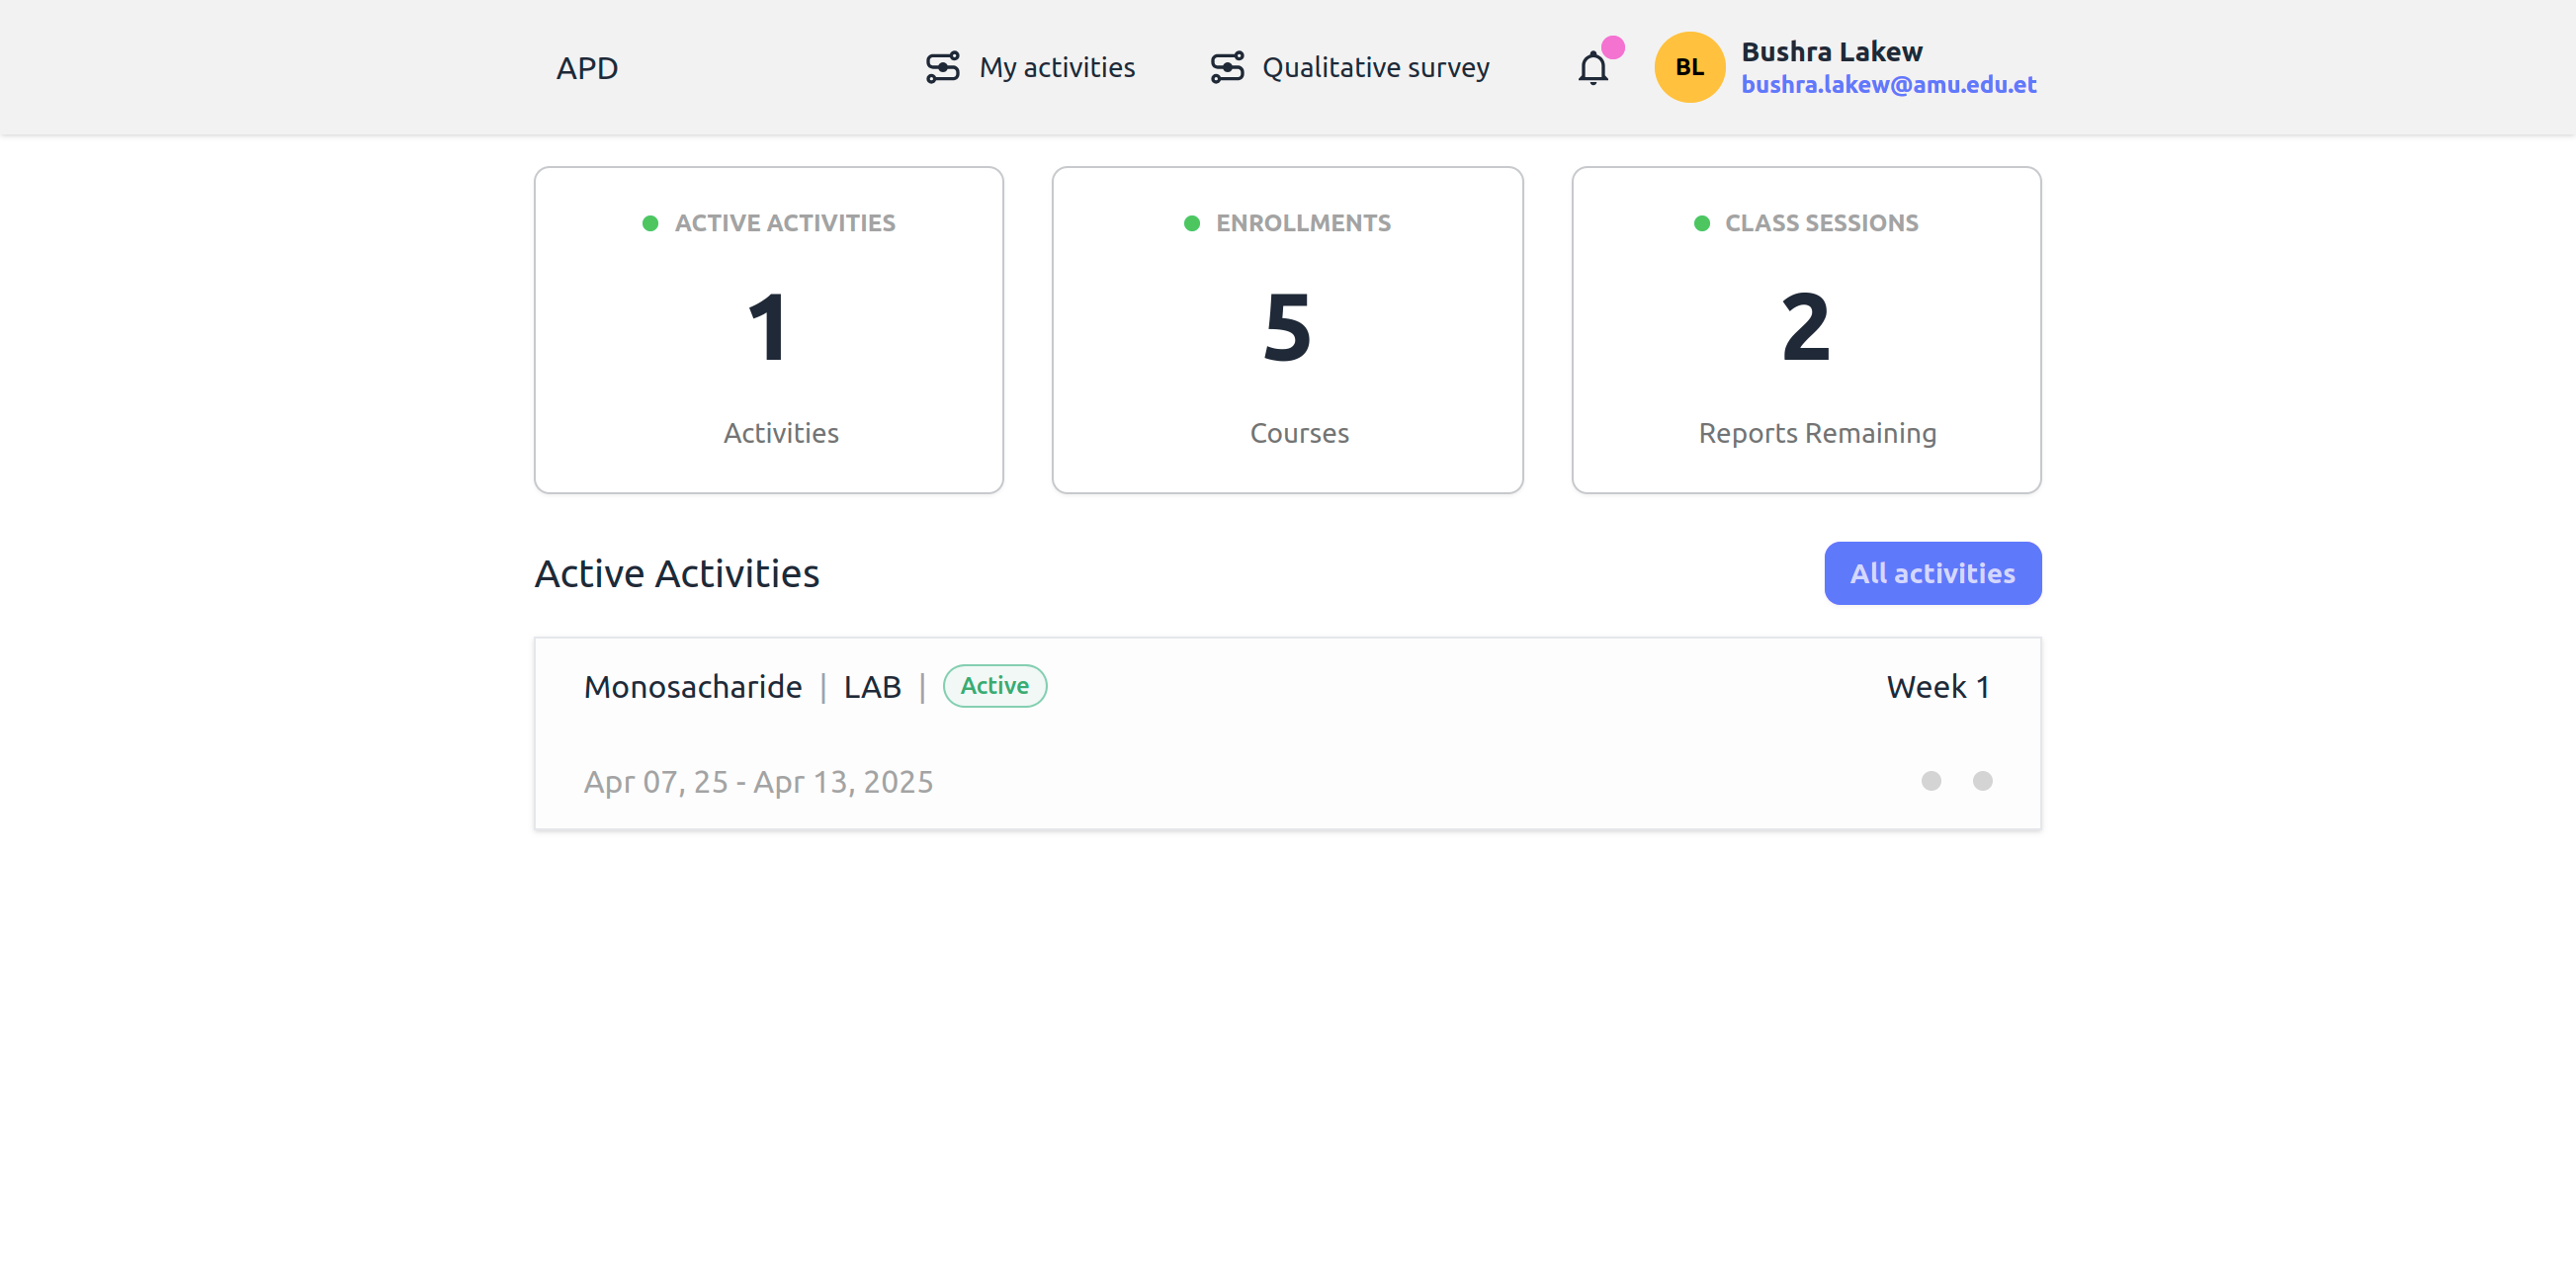 APD
My activities
Qualitative survey
BL
Bushra Lakew
bushra.lakew@amu.edu.et
ACTIVE ACTIVITIES
1
Activities
ENROLLMENTS
5
Courses
CLASS SESSIONS
2
Reports Remaining
Active Activities
All activities
Monosacharide | LAB | Active
Week 1
Apr 07, 25 - Apr 13, 2025